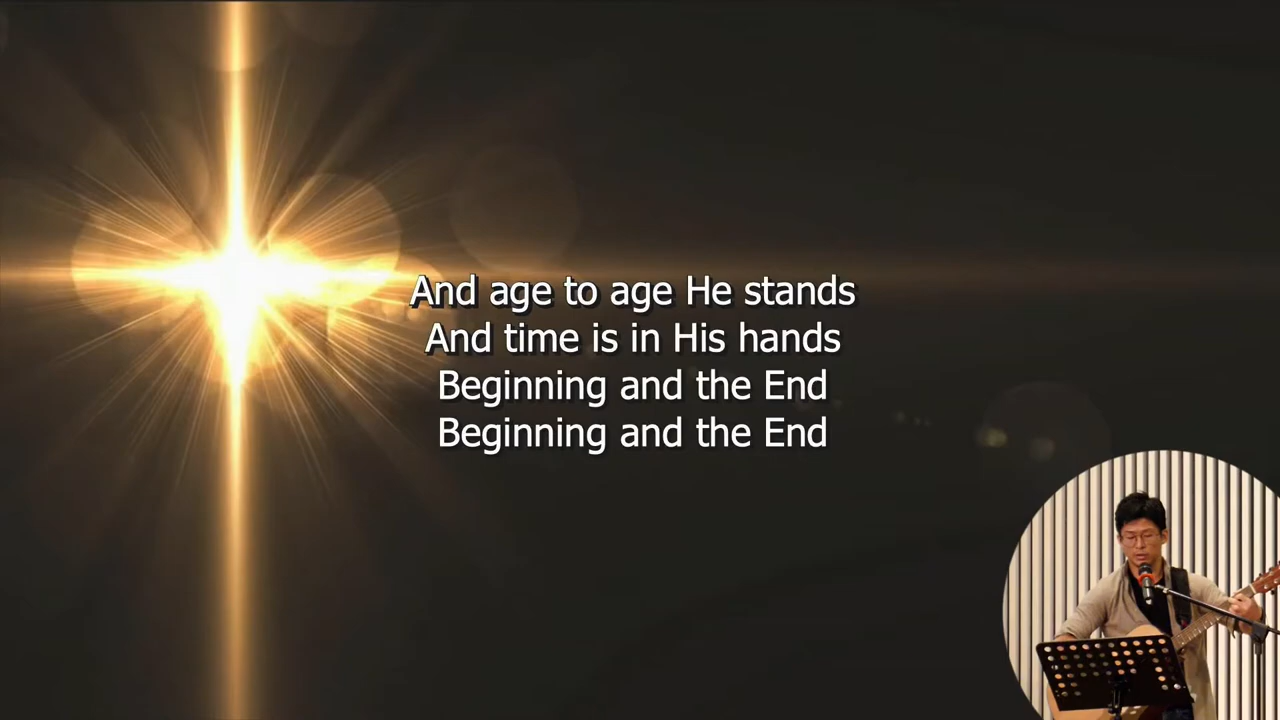 And age to age He stands
And time is in His hands
Beginning and the End
Beginning and the End